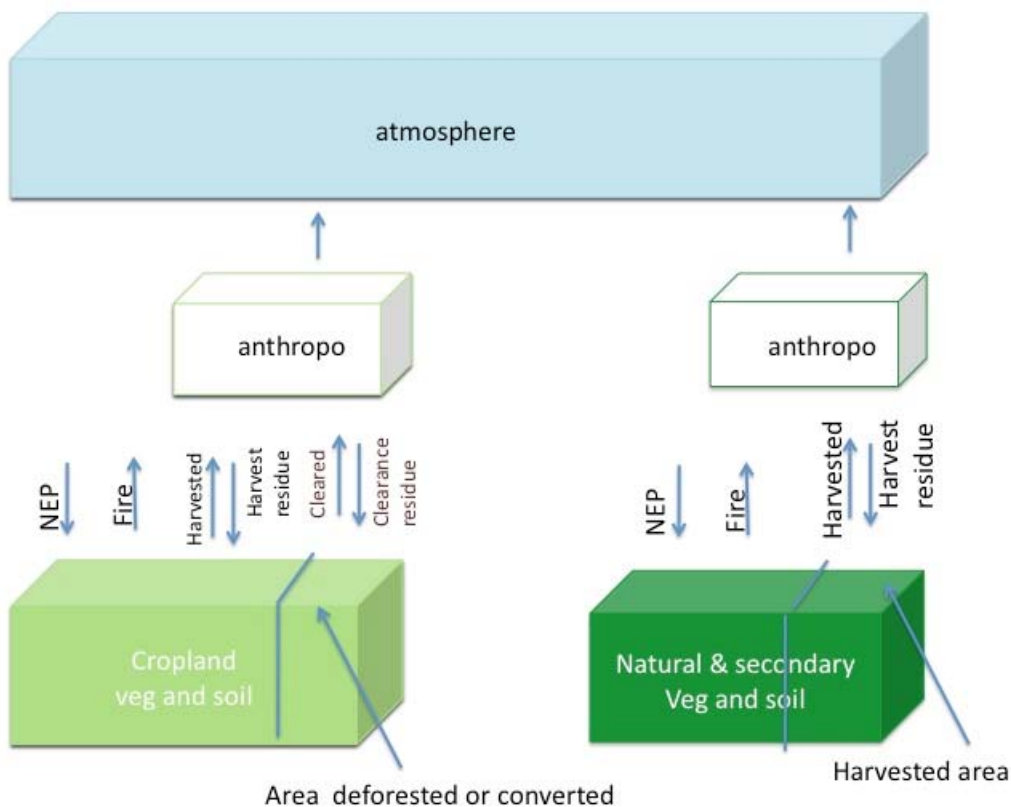 atmosphere
anthropo
anthropo
NEP
Fire
Harvested
Harvest
residue
Cleared
Clearance
residue
NEP
Fire
Harvested
Harvest
residue
Cropland
veg and soil
Natural & secondary
Veg and soil
Harvested area
Area deforested or converted